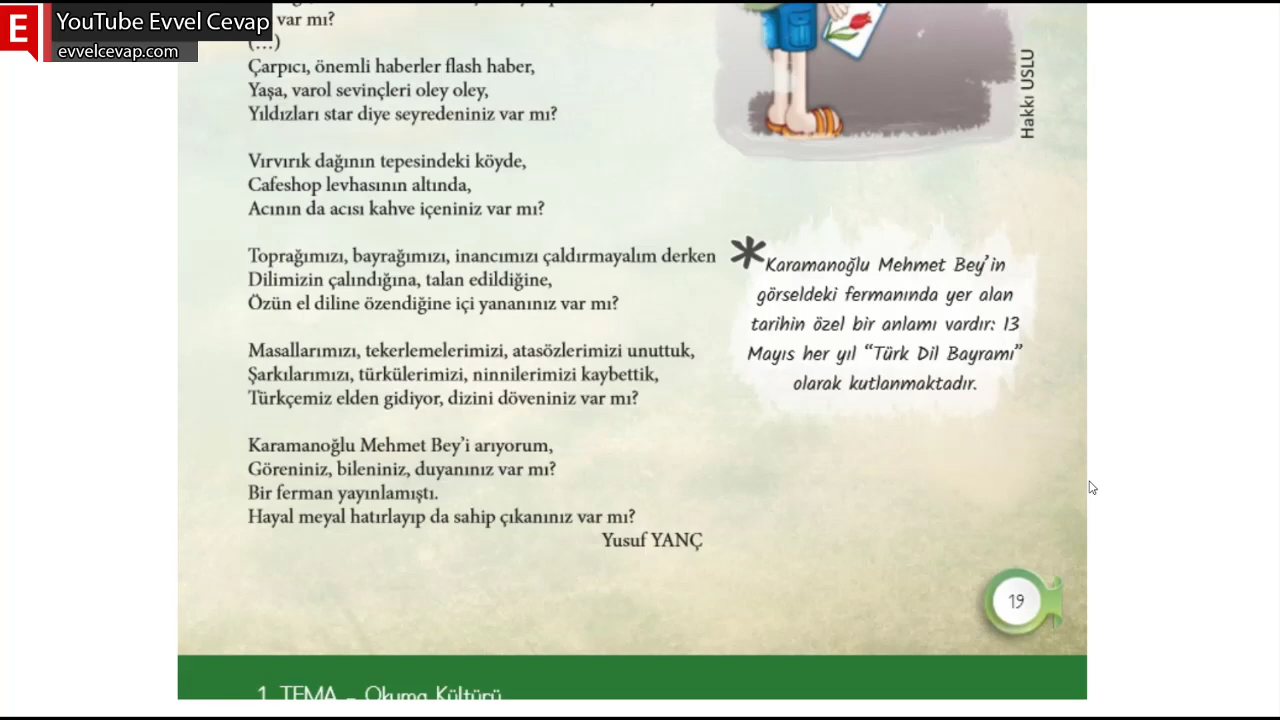 E
YouTube Evvel Cevap
evvelcevap.com
var mı?
(...)
Çarpıcı, önemli haberler flash haber,
Yaşa, varol sevinçleri oley oley,
Yıldızları star diye seyredeniniz var mı?
Vırvırık dağının tepesindeki köyde,
Cafeshop levhasının altında,
Acının da acısı kahve içeniniz var mı?
Toprağımızı, bayrağımızı, inancımızı çaldırmayalım derken
Dilimizin çalındığına, talan edildiğine,
Özün el diline özendiğine içi yananınız var mı?
Masallarımızı, tekerlemelerimizi, atasözlerimizi unuttuk,
Şarkılarımızı, türkülerimizi, ninnilerimizi kaybettik,
Türkçemiz elden gidiyor, dizini döveniniz var mı?
Karamanoğlu Mehmet Bey’i arıyorum,
Göreniniz, bileniniz, duyanınız var mı?
Bir ferman yayınlamıştı.
Hayal meyal hatırlayıp da sahip çıkanınız var mı?
Yusuf YANÇ
Hakkı USLU
*Karamanoğlu Mehmet Bey’in
görseldeki fermanında yer alan
tarihin özel bir anlamı vardır: 13
Mayıs her yıl “Türk Dil Bayramı”
olarak kutlanmaktadır.
19
1. TEMA – Okuma Kültürü